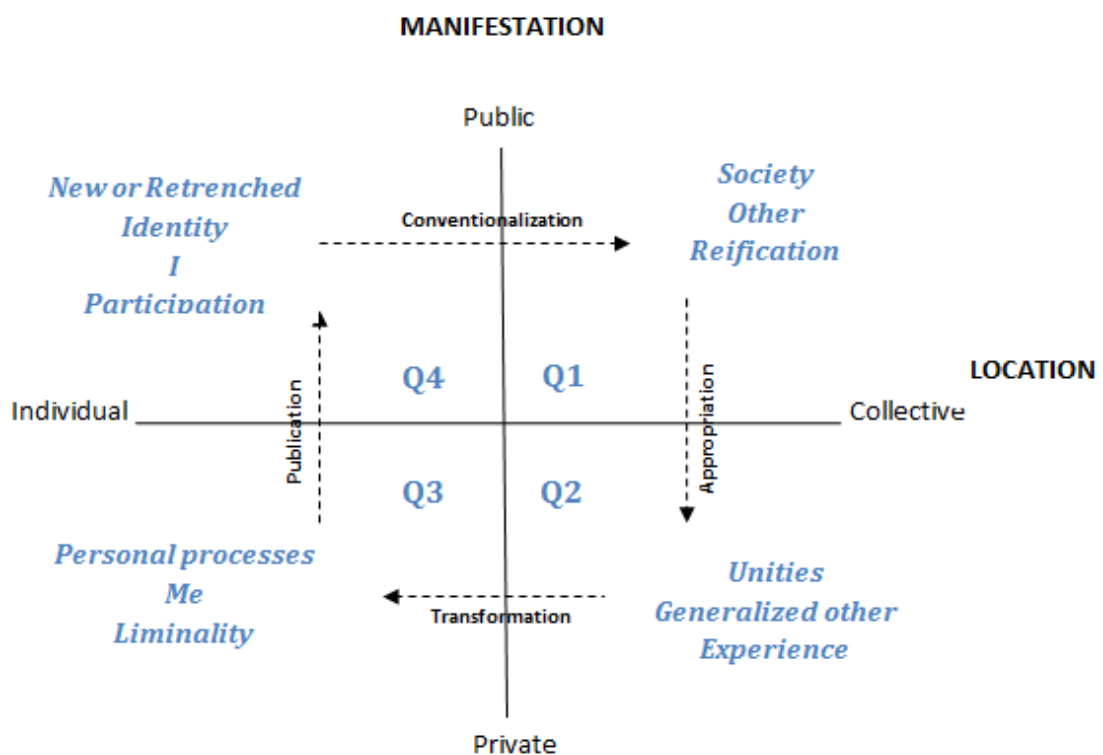 MANIFESTATION
Public
New or Retrenched
Identity
I
Participation
Conventionalization
Society
Other
Reification
Q4
Q1
LOCATION
Individual
Collective
Publication
Appropriation
Q3
Q2
Personal processes
Me
Liminality
Transformation
Unities
Generalized other
Experience
Private